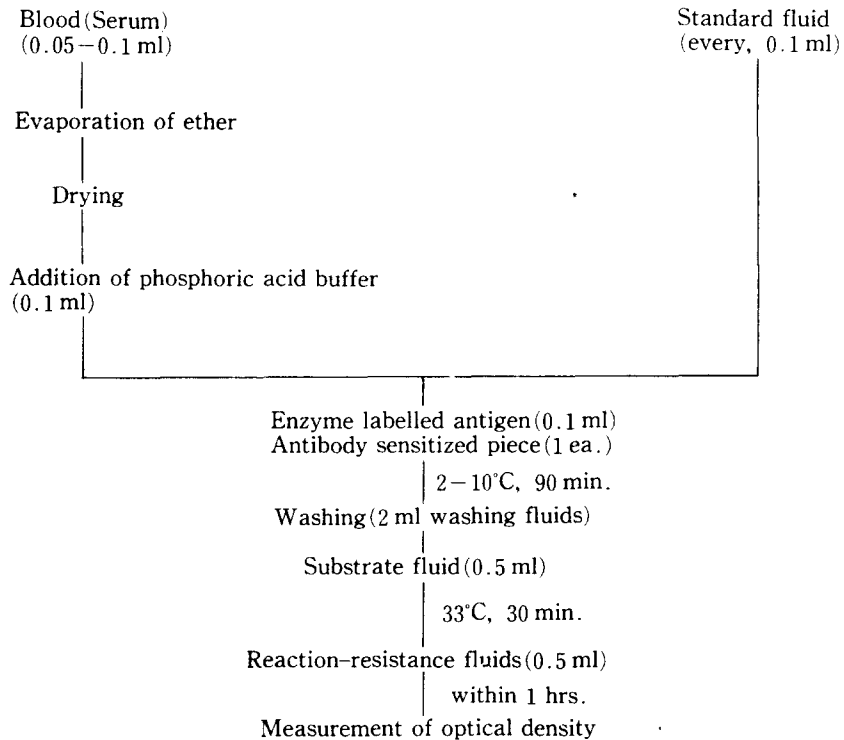 Blood(Serum)
(0.05-0.1 ml)
Standard fluid
(every, 0.1 ml)
Evaporation of ether
Drying
Addition of phosphoric acid buffer
(0.1 ml)
Enzyme labelled antigen(0.1 ml)
Antibody sensitized piece(1 ea.)
2-10°C, 90 min.
Washing(2 ml washing fluids)
Substrate fluid(0.5 ml)
33°C, 30 min.
Reaction-resistance fluids(0.5 ml)
within 1 hrs.
Measurement of optical density